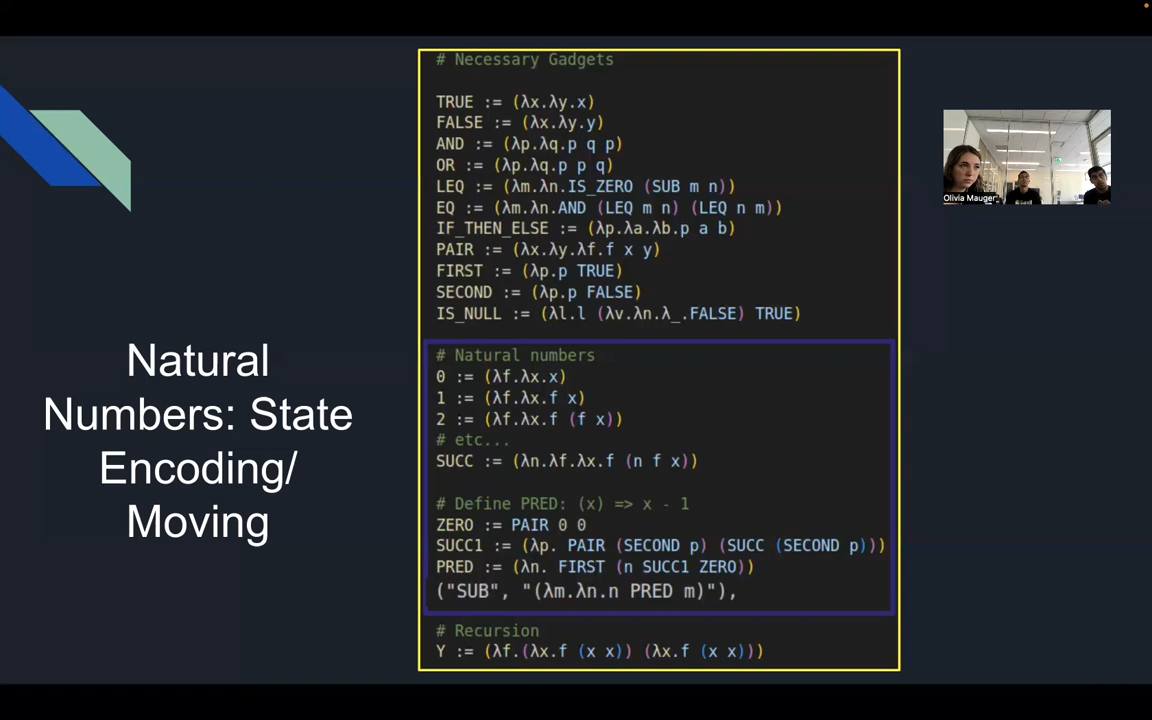 Natural
Numbers: State
Encoding/
Moving
# Necessary Gadgets
TRUE := (λx.λy.x)
FALSE := (λx.λy.y)
AND := (λp.λq.p q p)
OR := (λp.λq.p p q)
LEQ := (λm.λn.IS_ZERO (SUB m n))
EQ := (λm.λn.AND (LEQ m n) (LEQ n m))
IF_THEN_ELSE := (λp.λa.λb.p a b)
PAIR := (λx.λy.λf.f x y)
FIRST := (λp.p TRUE)
SECOND := (λp.p FALSE)
IS_NULL := (λl.l (λv.λn.λ_.FALSE) TRUE)
# Natural numbers
0 := (λf.λx.x)
1 := (λf.λx.f x)
2 := (λf.λx.f (f x))
# etc...
SUCC := (λn.λf.λx.f (n f x))
# Define PRED: (x) => x - 1
ZERO := PAIR 0 0
SUCC1 := (λp. PAIR (SECOND p) (SUCC (SECOND p)))
PRED := (λn. FIRST (n SUCC1 ZERO))
("SUB", "(λm.λn.n PRED m)"),
# Recursion
Y := (λf.(λx.f (x x)) (λx.f (x x)))
Olivia Mauger